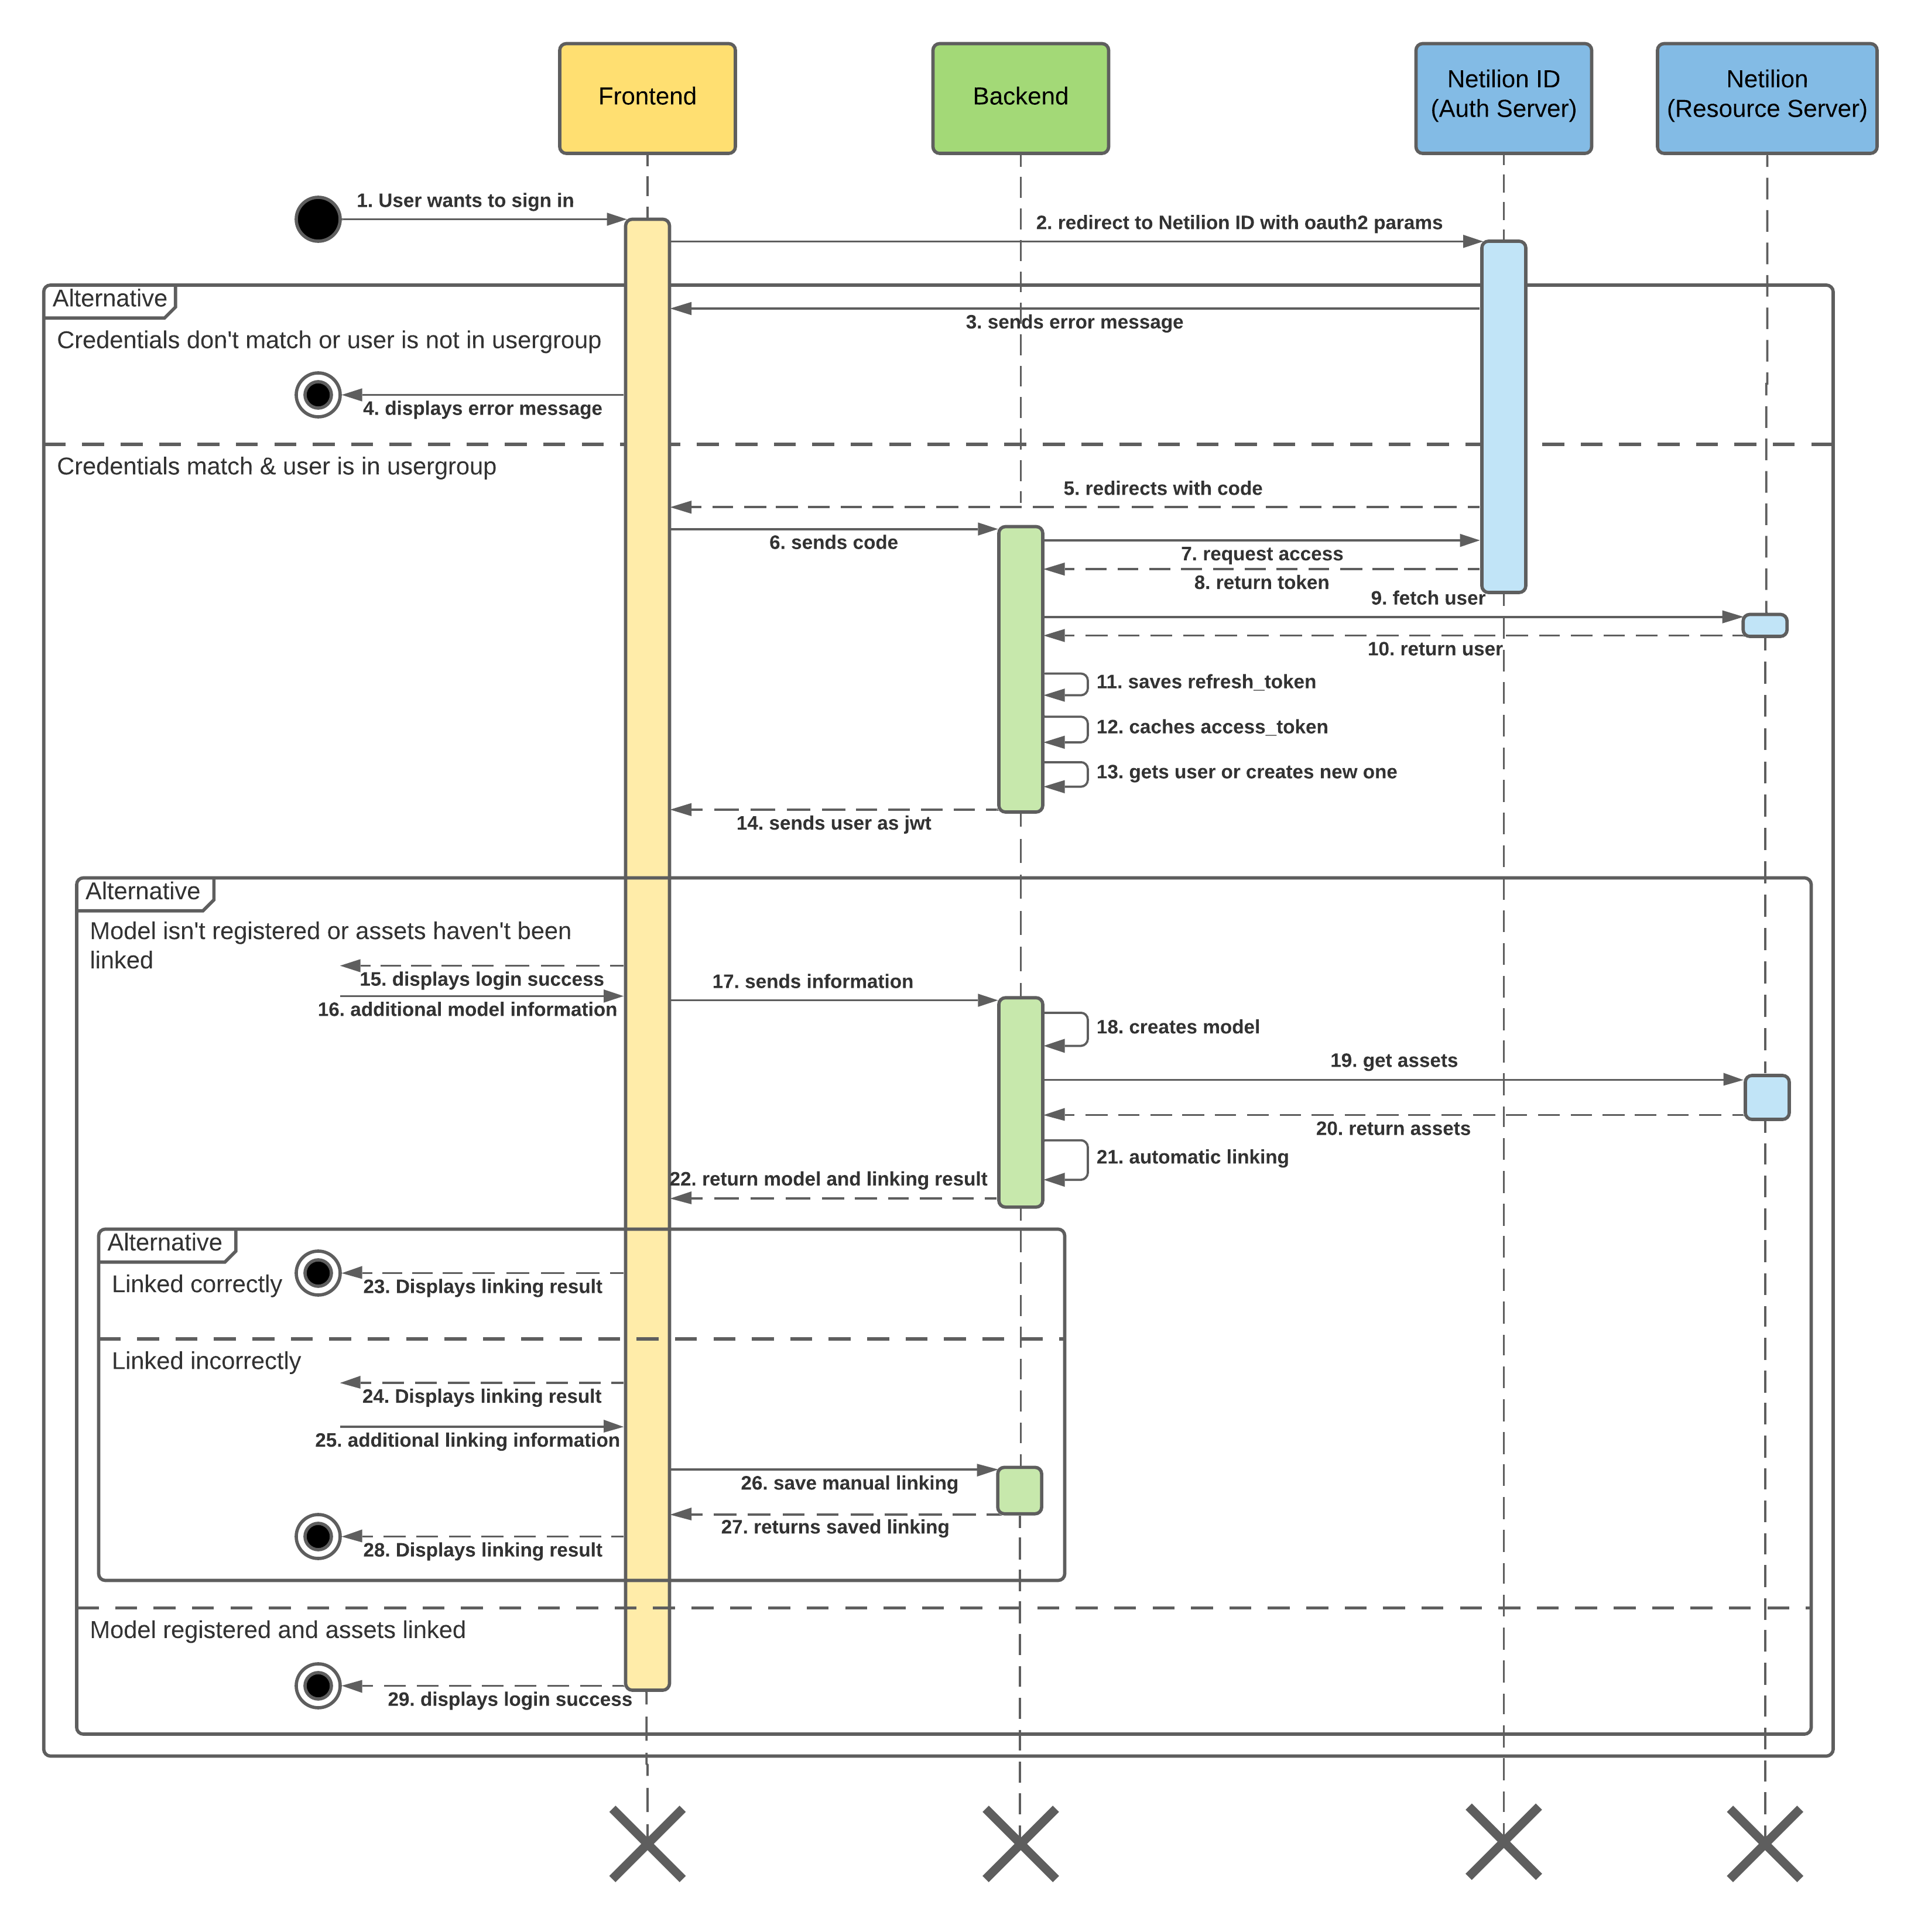 Frontend
Backend
Netilion ID
(Auth Server)
Netilion
(Resource Server)
1. User wants to sign in
2. redirect to Netilion ID with oauth2 params
Alternative
3. sends error message
Credentials don't match or user is not in usergroup
4. displays error message
Credentials match & user is in usergroup
5. redirects with code
6. sends code
7. request access
8. return token
9. fetch user
10. return user
11. saves refresh_token
12. caches access_token
13. gets user or creates new one
14. sends user as jwt
Alternative
Model isn't registered or assets haven't been
linked
15. displays login success
16. additional model information
17. sends information
18. creates model
19. get assets
20. return assets
21. automatic linking
22. return model and linking result
Alternative
Linked correctly
23. Displays linking result
Linked incorrectly
24. Displays linking result
25. additional linking information
26. save manual linking
27. returns saved linking
28. Displays linking result
Model registered and assets linked
29. displays login success